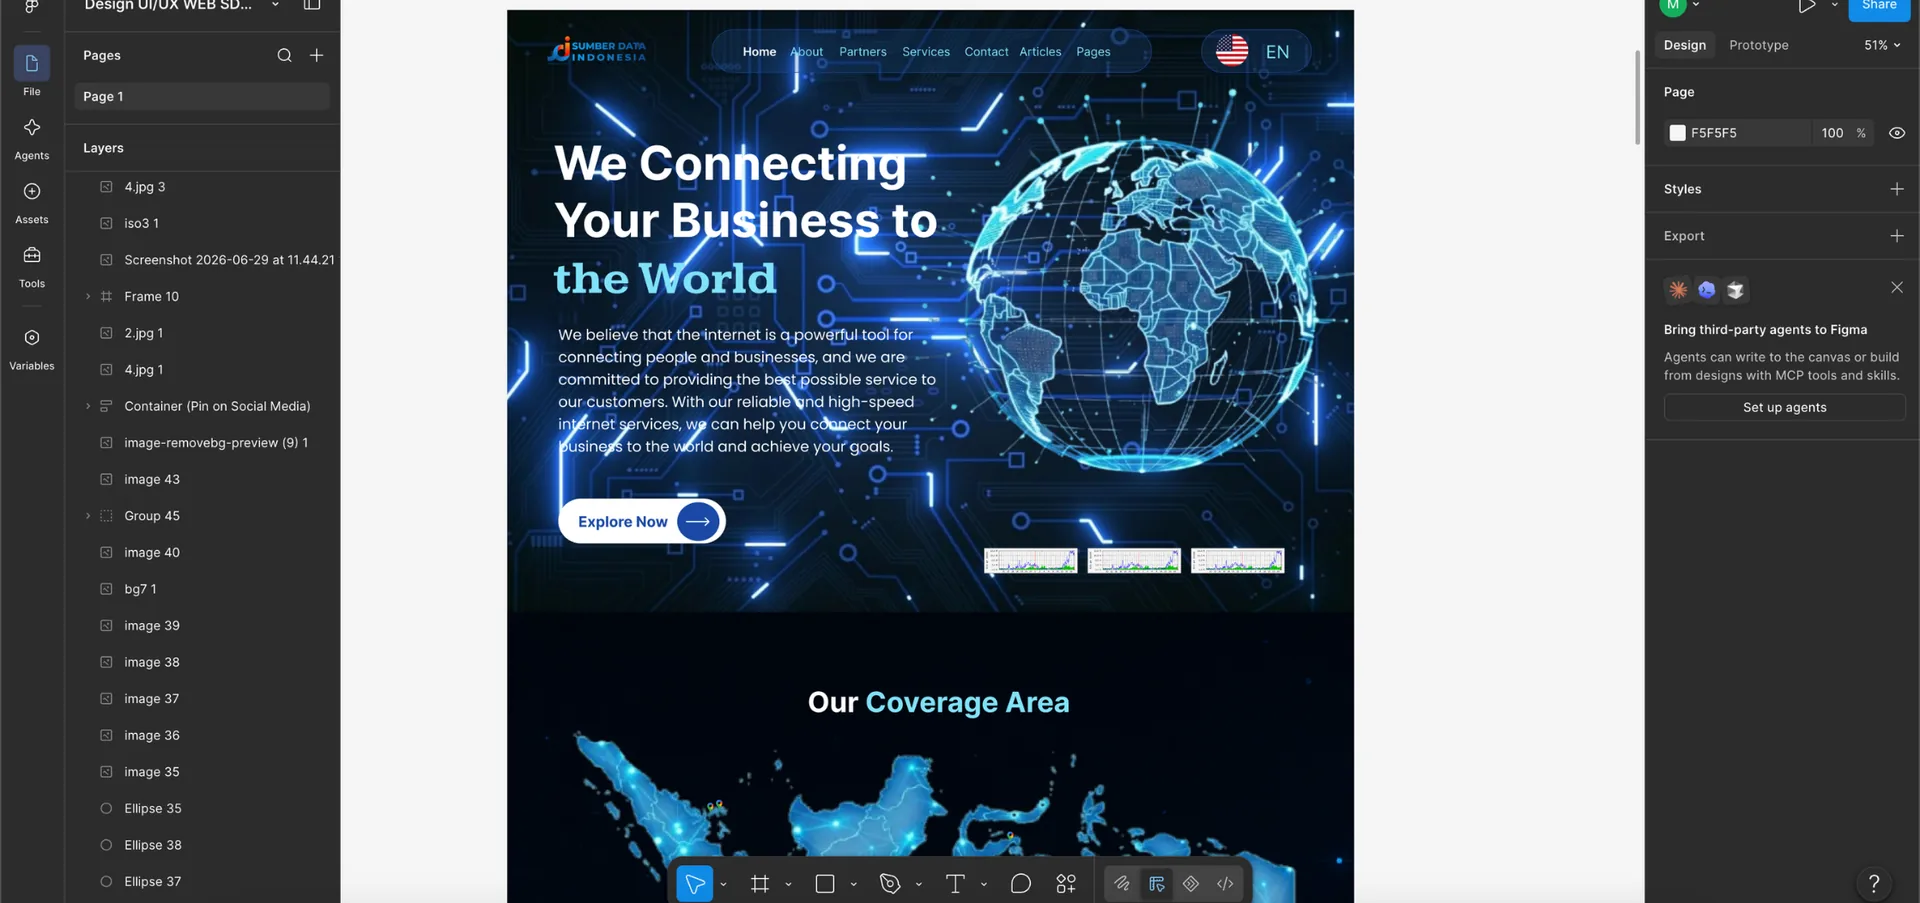 Design UI/UX WEB SD...
Pages
Page 1
Layers
4.jpg 3
iso3 1
Screenshot 2026-06-29 at 11.44.21
Frame 10
2.jpg 1
4.jpg 1
Container (Pin on Social Media)
image-removebg-preview (9) 1
image 43
Group 45
image 40
bg7 1
image 39
image 38
image 37
image 36
image 35
Ellipse 35
Ellipse 38
Ellipse 37
File
Agents
Assets
Tools
Variables
SUMBER DATA
INDONESIA
Home About Partners Services Contact Articles Pages
EN
We Connecting
Your Business to
the World
We believe that the internet is a powerful tool for
connecting people and businesses, and we are
committed to providing the best possible service to
our customers. With our reliable and high-speed
internet services, we can help you connect your
business to the world and achieve your goals.
Explore Now
Our Coverage Area
M
Share
Design Prototype 51%
Page
F5F5F5 100 %
Styles
Export
Bring third-party agents to Figma
Agents can write to the canvas or build
from designs with MCP tools and skills.
Set up agents
?